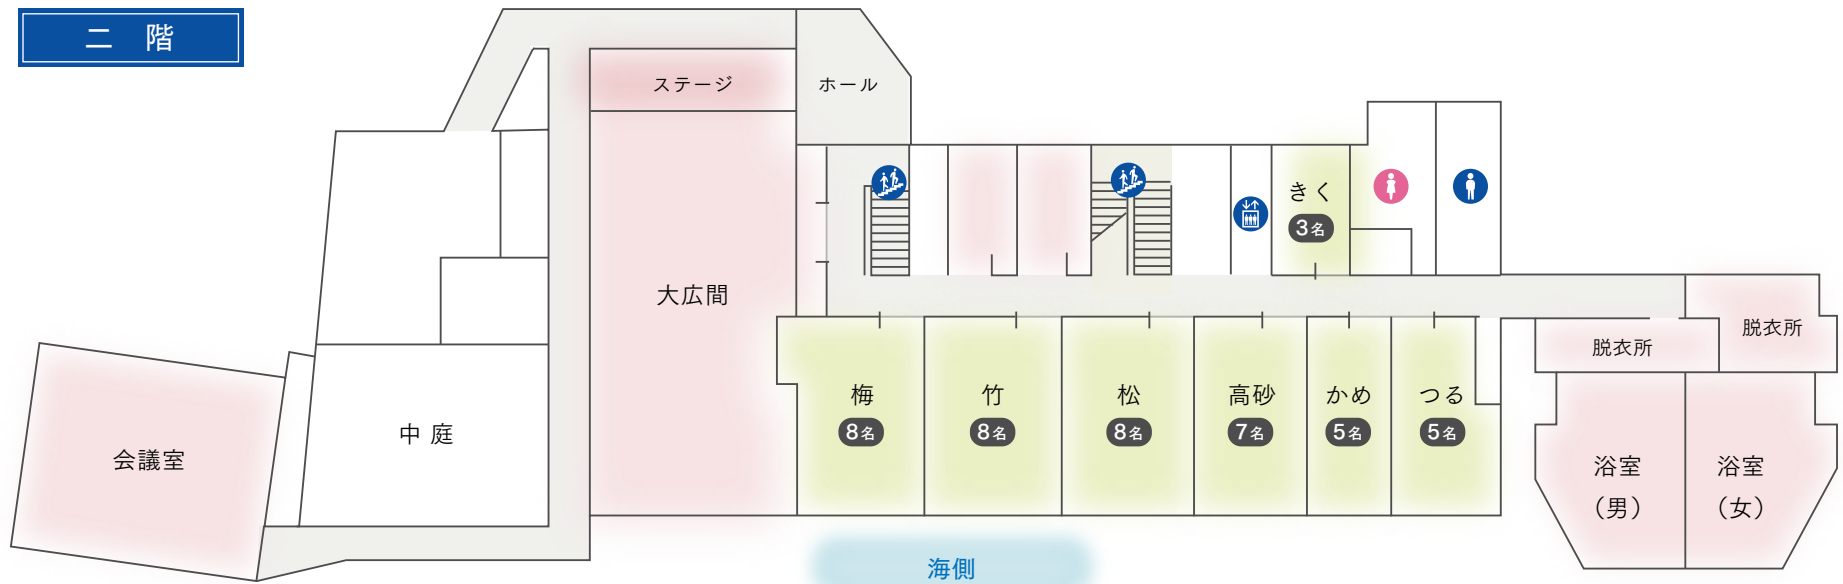 二 階
ステージ
ホール
きく
3名
大広間
脱衣所
脱衣所
梅
8名
竹
8名
松
8名
高砂
7名
かめ
5名
つる
5名
中 庭
会議室
浴室
（男）
浴室
（女）
海側